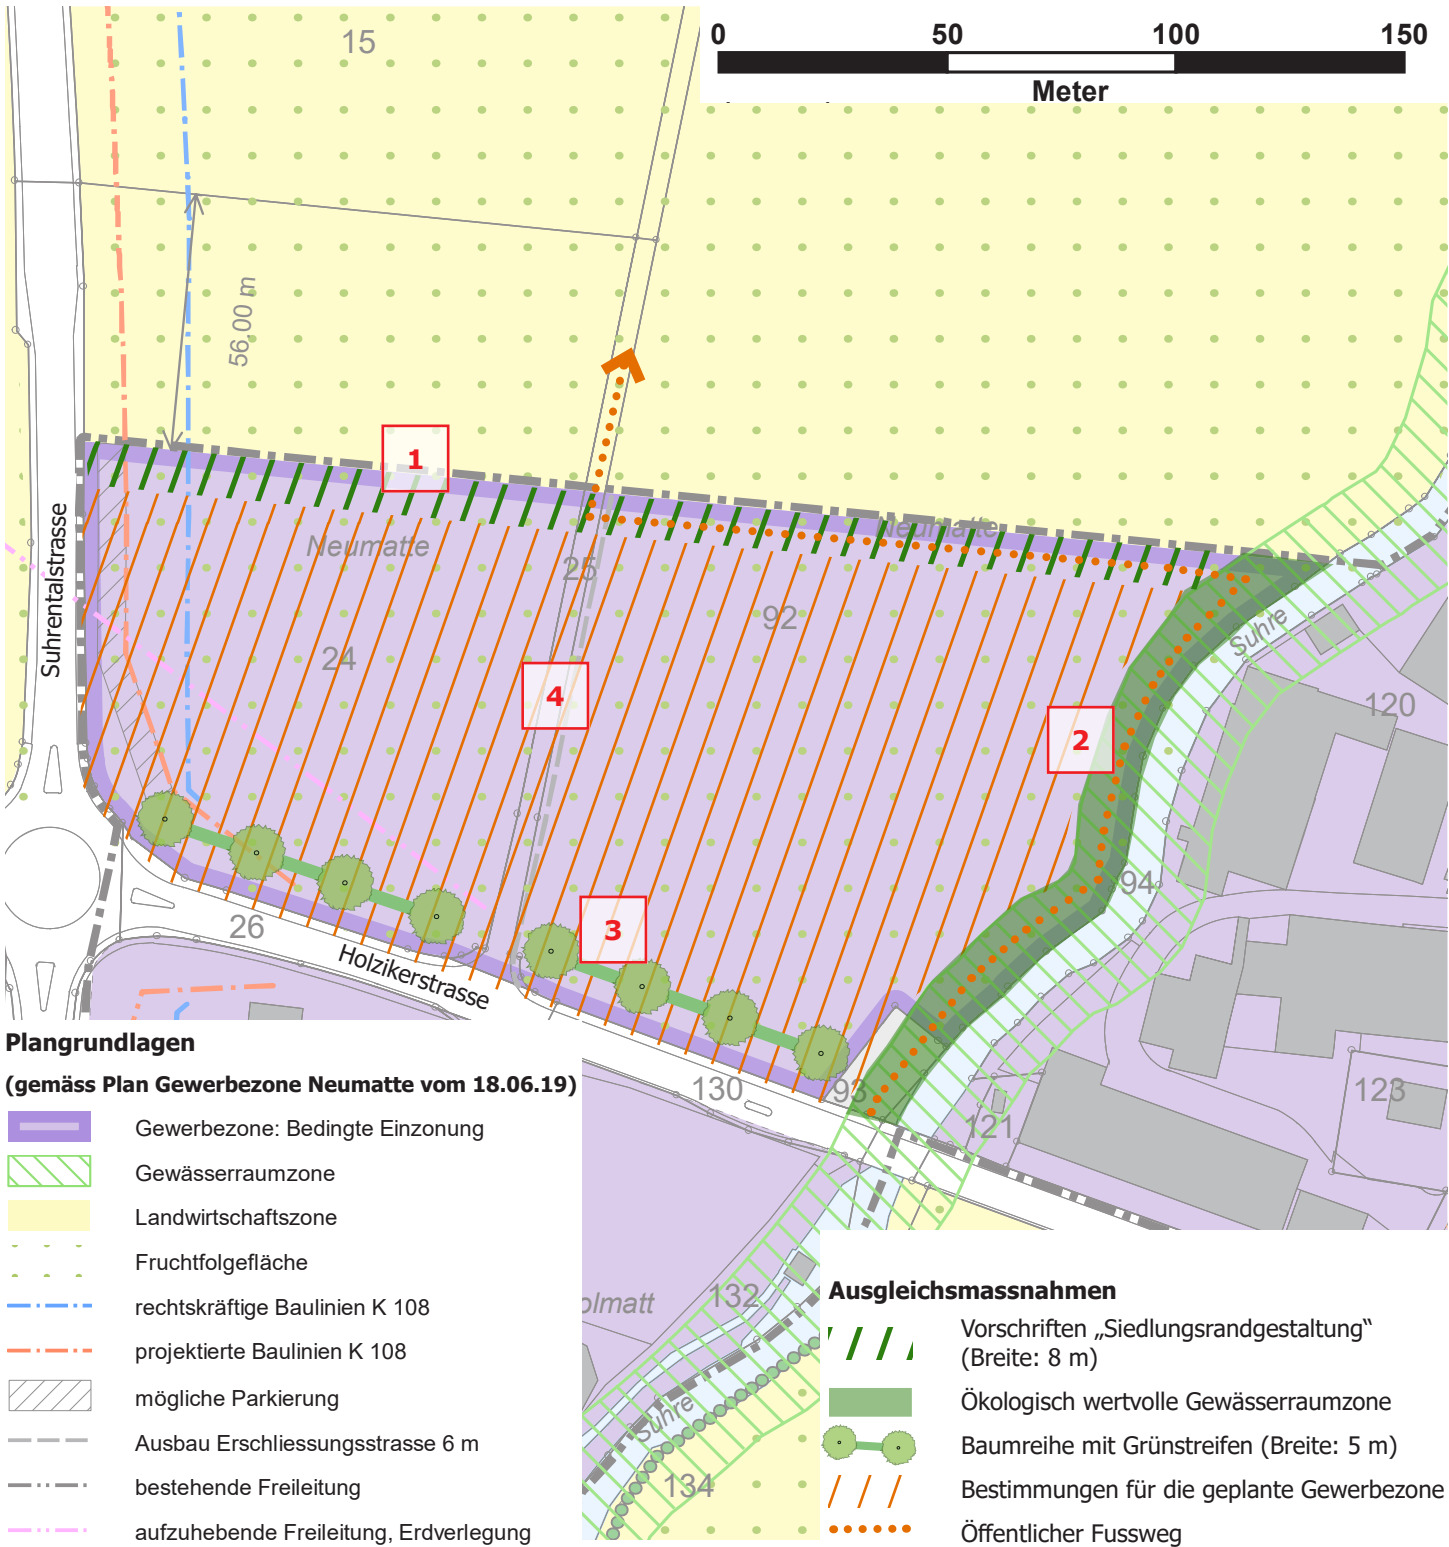 0 50 100 150
Meter
15
56.00 m
1
Neumatte
Neumatte
25
92
24
Suhrentalstrasse
4
2
Suhre
120
94
3
26
Holzikerstrasse
130
93
121
123
132
olmatt
Suhre
134
Plangrundlagen
(gemäss Plan Gewerbezone Neumatte vom 18.06.19)
Gewerbezone: Bedingte Einzonung
Gewässerraumzone
Landwirtschaftszone
Fruchtfolgefläche
rechtskräftige Baulinien K 108
projektierte Baulinien K 108
mögliche Parkierung
Ausbau Erschliessungsstrasse 6 m
bestehende Freileitung
aufzuhebende Freileitung, Erdverlegung
Ausgleichsmassnahmen
Vorschriften „Siedlungsrandgestaltung“
(Breite: 8 m)
Ökologisch wertvolle Gewässerraumzone
Baumreihe mit Grünstreifen (Breite: 5 m)
Bestimmungen für die geplante Gewerbezone
Öffentlicher Fussweg